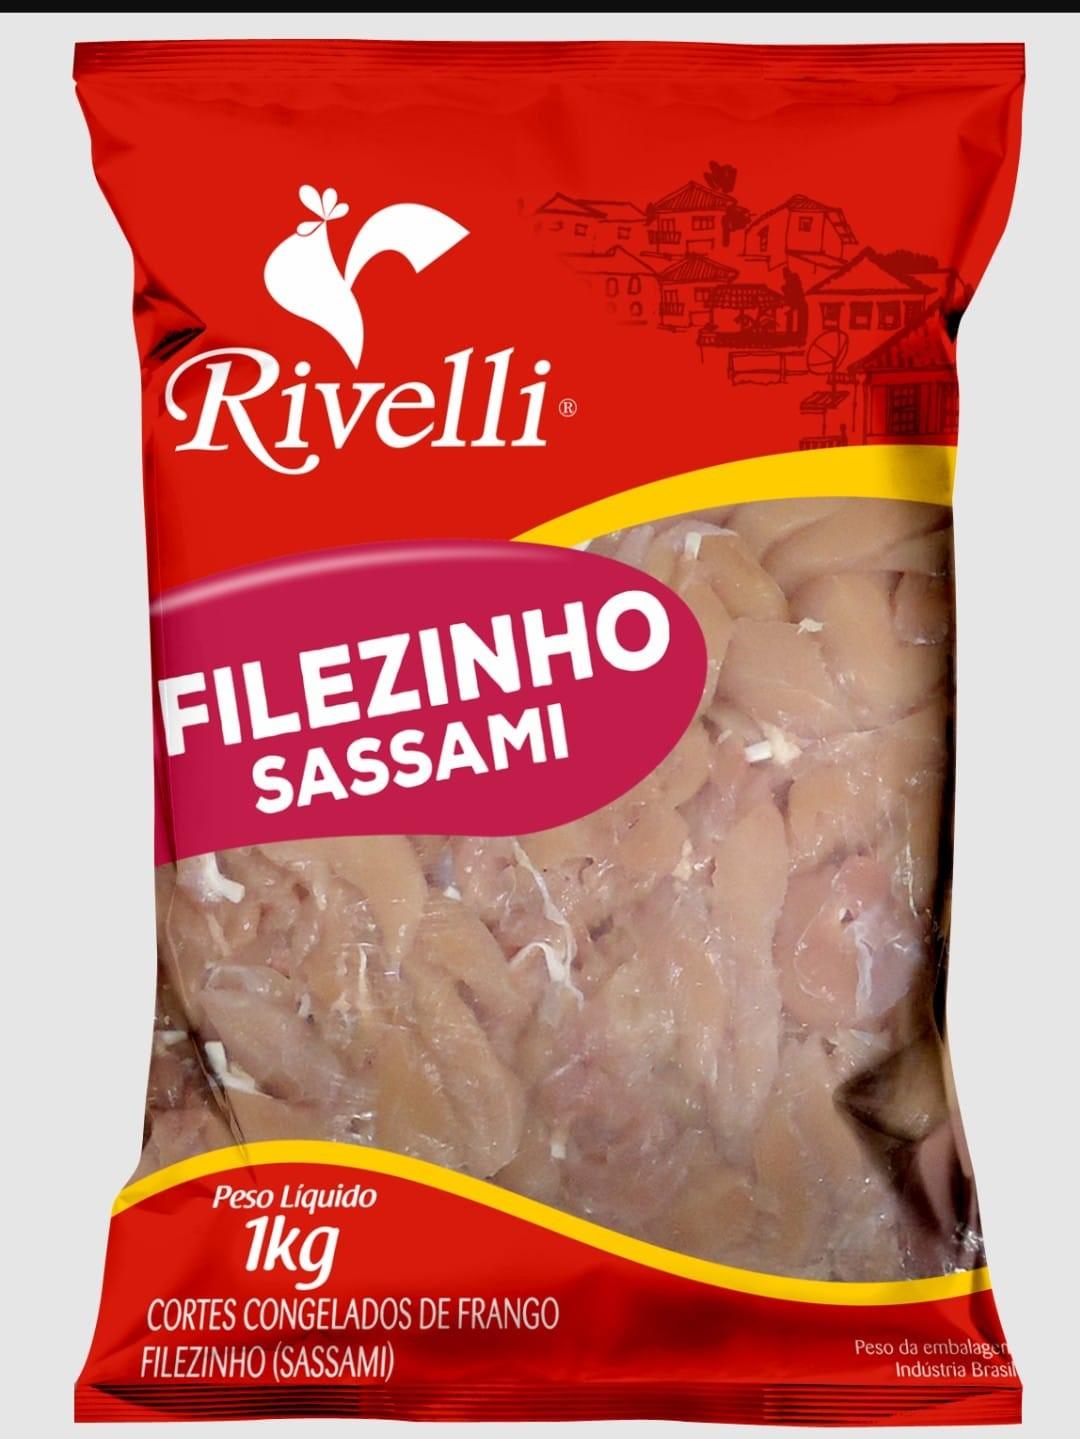 Rivelli®
FILEZINHO
SASSAMI
Peso Líquido
1kg
CORTES CONGELADOS DE FRANGO
FILEZINHO (SASSAMI)
Peso da embalagem
Indústria Brasil